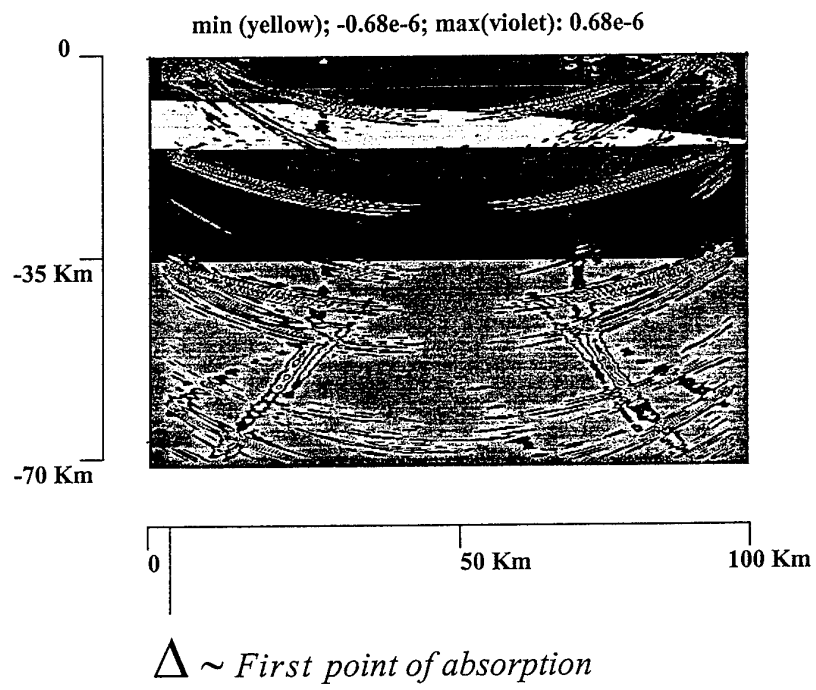 min (yellow); -0.68e-6; max(violet): 0.68e-6
0
-35 Km
-70 Km
0 50 Km 100 Km
Δ ~ First point of absorption